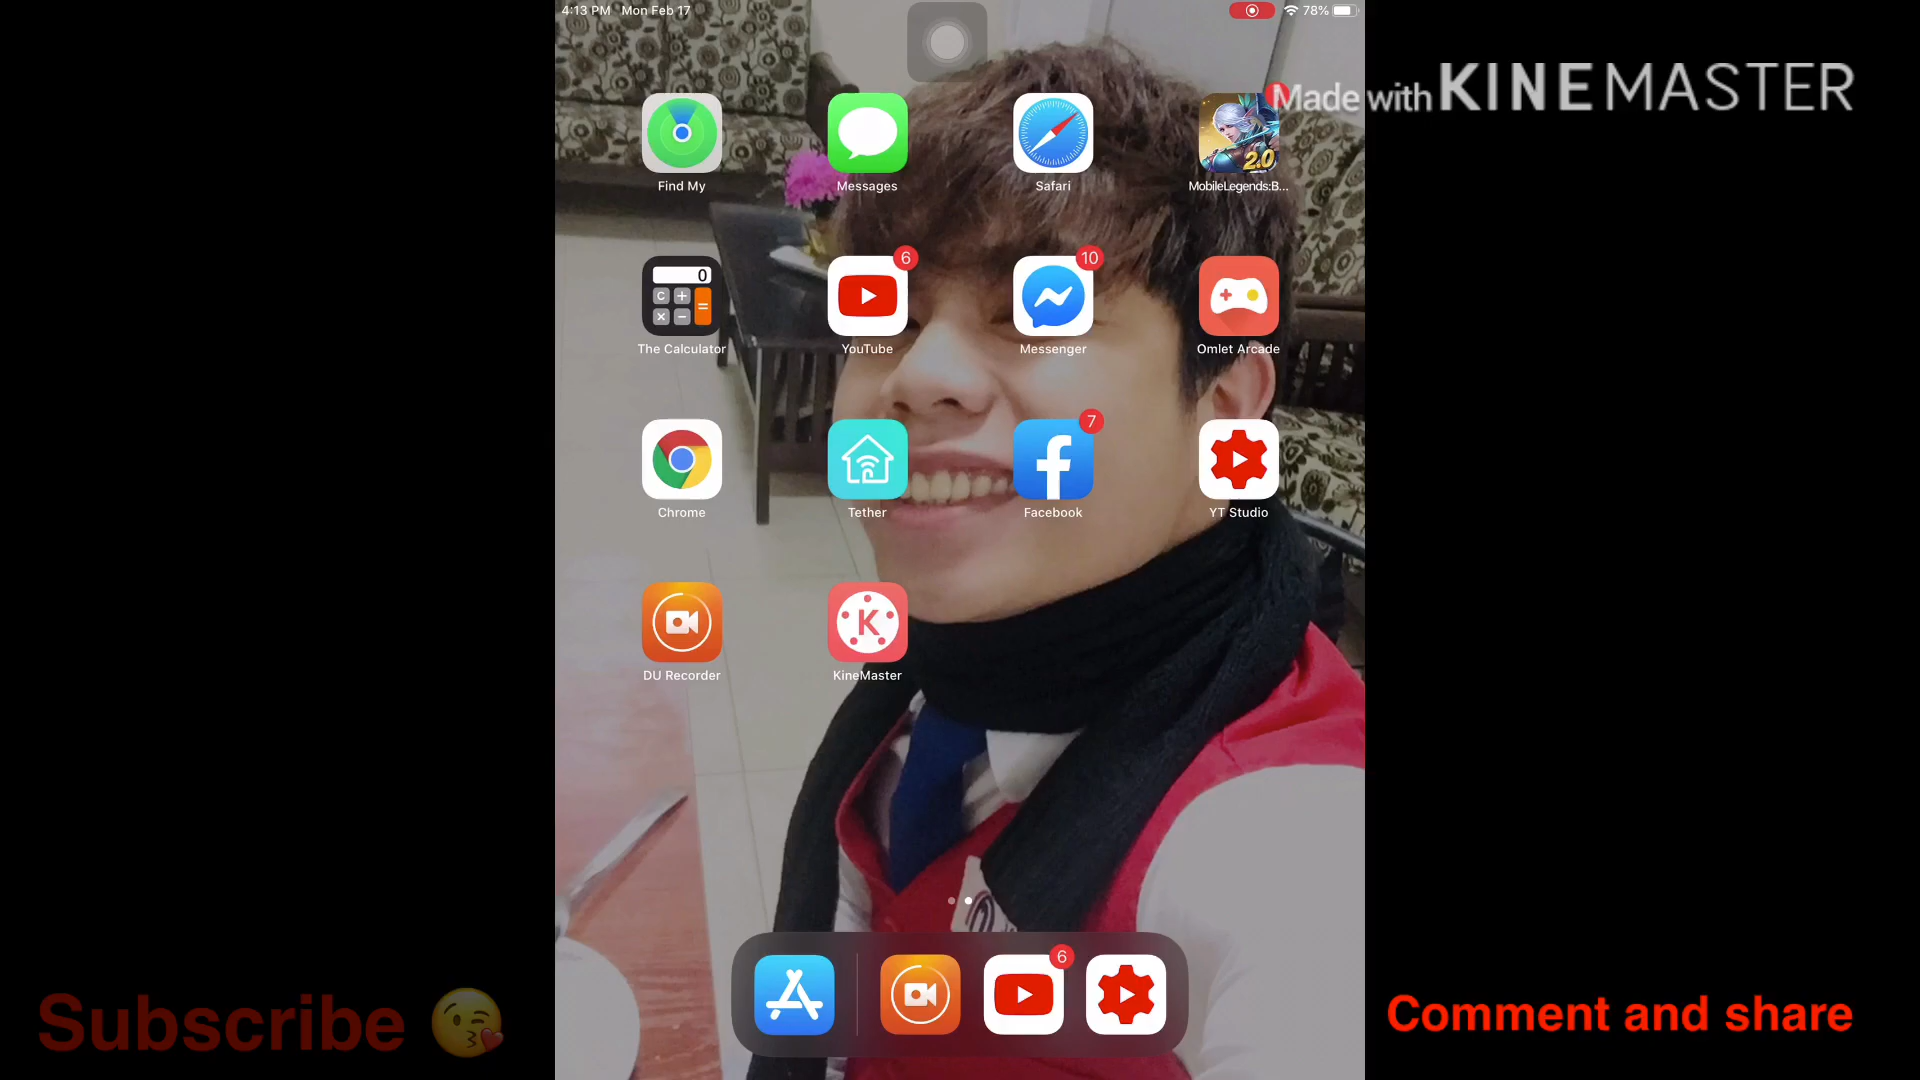 4:13 PM Mon Feb 17
78%
Made with KINEMASTER
2.0
Find My
Messages
Safari
MobileLegends:B...
0
6
10
The Calculator
YouTube
Messenger
Omlet Arcade
7
Chrome
Tether
Facebook
YT Studio
K
DU Recorder
KineMaster
6
Subscribe 😘
Comment and share